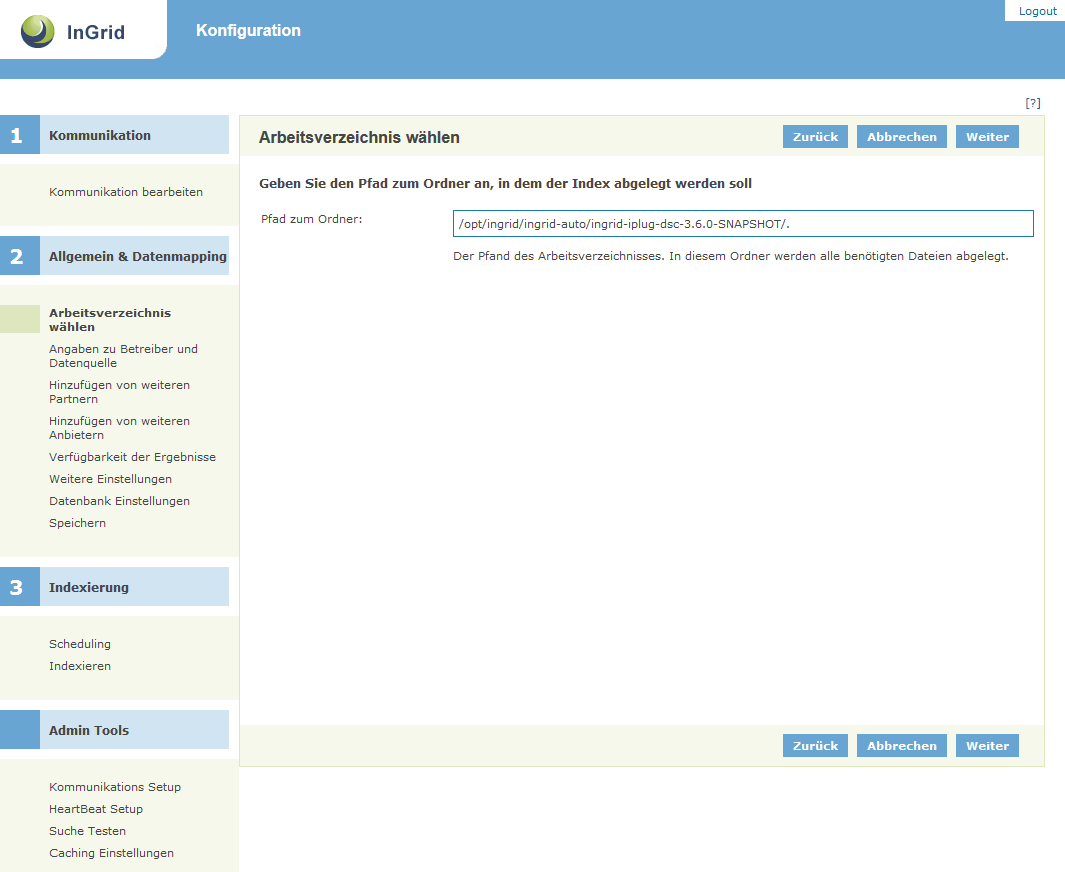 Logout
InGrid
Konfiguration
[?]
1 Kommunikation
Kommunikation bearbeiten
2 Allgemein & Datenmapping
Arbeitsverzeichnis
wählen
Angaben zu Betreiber und
Datenquelle
Hinzufügen von weiteren
Partnern
Hinzufügen von weiteren
Anbietern
Verfügbarkeit der Ergebnisse
Weitere Einstellungen
Datenbank Einstellungen
Speichern
3 Indexierung
Scheduling
Indexieren
Admin Tools
Kommunikations Setup
HeartBeat Setup
Suche Testen
Caching Einstellungen
Arbeitsverzeichnis wählen
Zurück Abbrechen Weiter
Geben Sie den Pfad zum Ordner an, in dem der Index abgelegt werden soll
Pfad zum Ordner: /opt/ingrid/ingrid-auto/ingrid-iplug-dsc-3.6.0-SNAPSHOT/.
Der Pfand des Arbeitsverzeichnisses. In diesem Ordner werden alle benötigten Dateien abgelegt.
Zurück Abbrechen Weiter